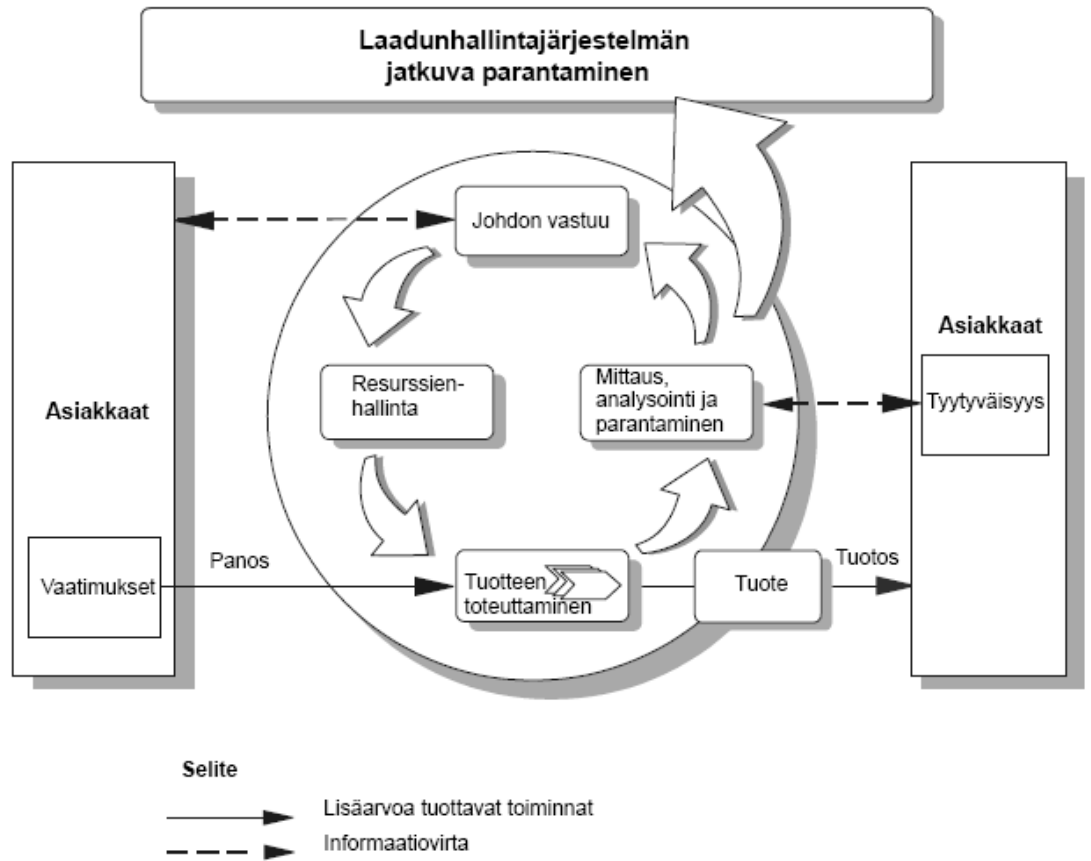 Laadunhallintajärjestelmän
jatkuva parantaminen
Johdon vastuu
Asiakkaat
Asiakkaat
Resurssien-
hallinta
Mittaus,
analysointi ja
parantaminen
Tyytyväisyys
Vaatimukset
Panos
Tuotteen
toteuttaminen
Tuote
Tuotos
Selite
Lisäarvoa tuottavat toiminnat
Informaatiovirta